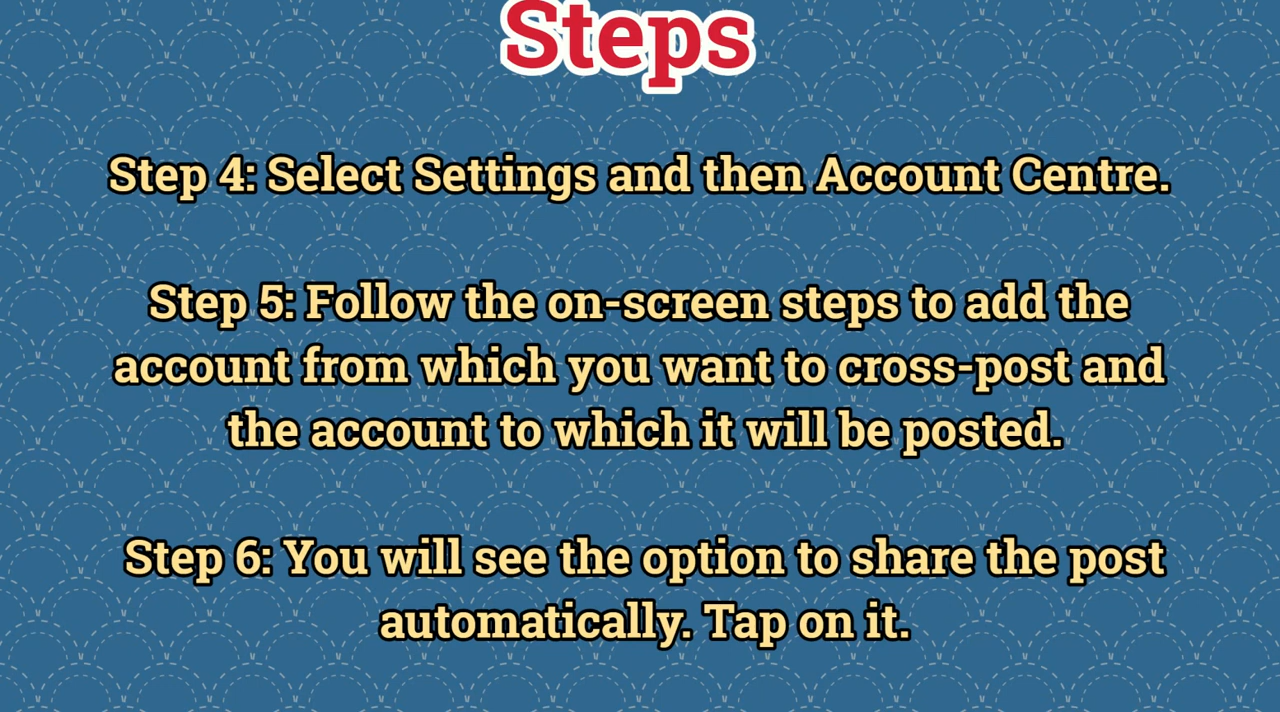 Steps
Step 4: Select Settings and then Account Centre.
Step 5: Follow the on-screen steps to add the
account from which you want to cross-post and
the account to which it will be posted.
Step 6: You will see the option to share the post
automatically. Tap on it.